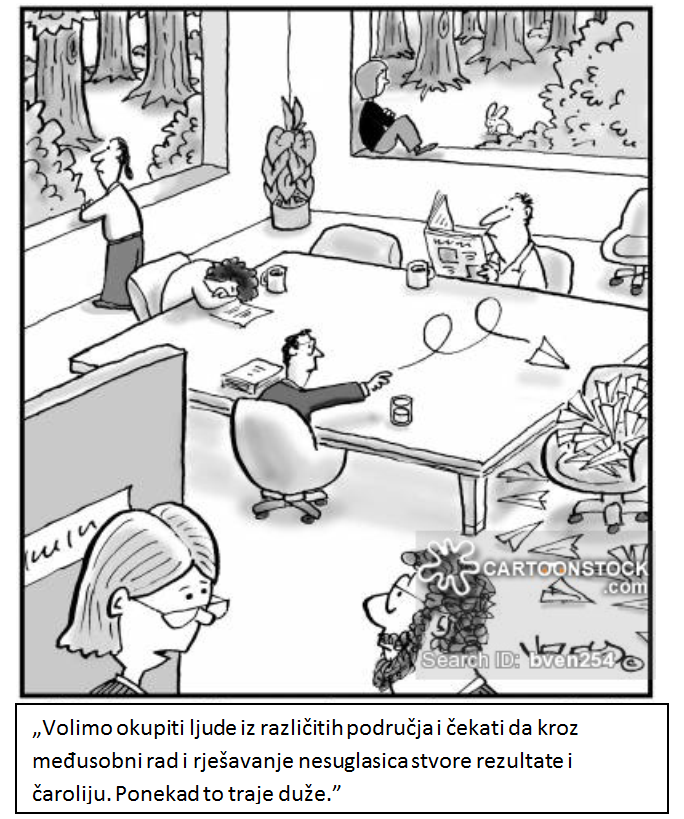 CARTOONSTOCK
.com
Search ID: bven254
„Volimo okupiti ljude iz različitih područja i čekati da kroz
međusobni rad i rješavanje nesuglasica stvore rezultate i
čaroliju. Ponekad to traje duže.”